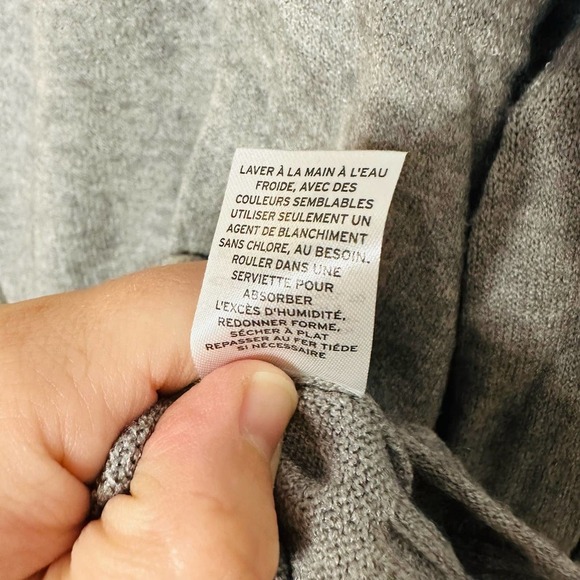 LAVER À LA MAIN À L'EAU
FROIDE, AVEC DES
COULEURS SEMBLABLES
UTILISER SEULEMENT UN
AGENT DE BLANCHIMENT
SANS CHLORE, AU BESOIN.
ROULER DANS UNE
SERVIETTE POUR
ABSORBER
L'EXCÈS D'HUMIDITÉ,
REDONNER FORME,
SÉCHER À PLAT
REPASSER AU FER TIÉDE
SI NÉCESSAIRE